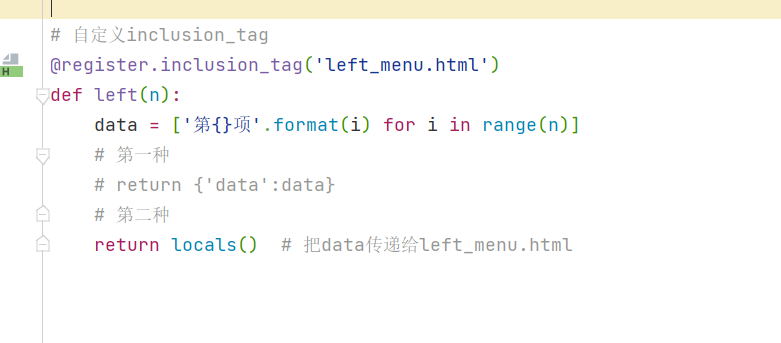 # 自定义inclusion_tag
@register.inclusion_tag('left_menu.html')
H
def left(n):
data = ['第{}项'.format(i) for i in range(n)]
# 第一种
# return {'data':data}
# 第二种
return locals()  # 把data传递给left_menu.html